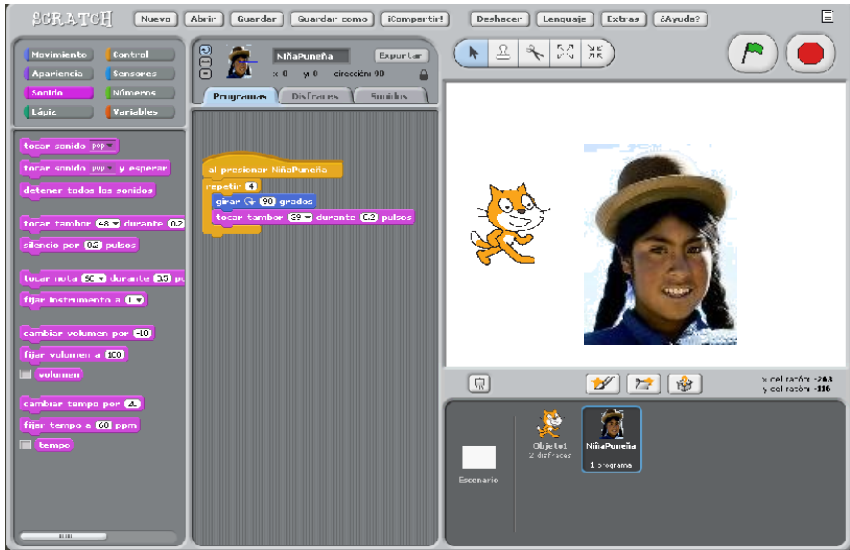 SCRATCH Nuevo Abrir Guardar Guardar como ¡Compartir! Deshacer Lenguaje Extras ¿Ayuda?
Movimiento Control
Apariencia Sensores
Sonido Números
Lápiz Variables
tocar sonido pop
tocar sonido pop y esperar
detener todos los sonidos
tocar tambor 48 durante 0.2
silencio por 0.2 pulsos
tocar nota 60 durante 0.5 pu
fijar instrumento a 1
cambiar volumen por -10
fijar volumen a 100
volumen
cambiar tempo por 20
fijar tempo a 60 ppm
tempo
NiñaPuneña Exportar
x: 0 y: 0 dirección: 90
Programas Disfraces Sonidos
al presionar NiñaPuneña
repetir 4
girar 90 grados
tocar tambor 39 durante 0.2 pulsos
x del ratón: -263
y del ratón: -116
Escenario
Objeto1
2 disfraces
NiñaPuneña
1 programa